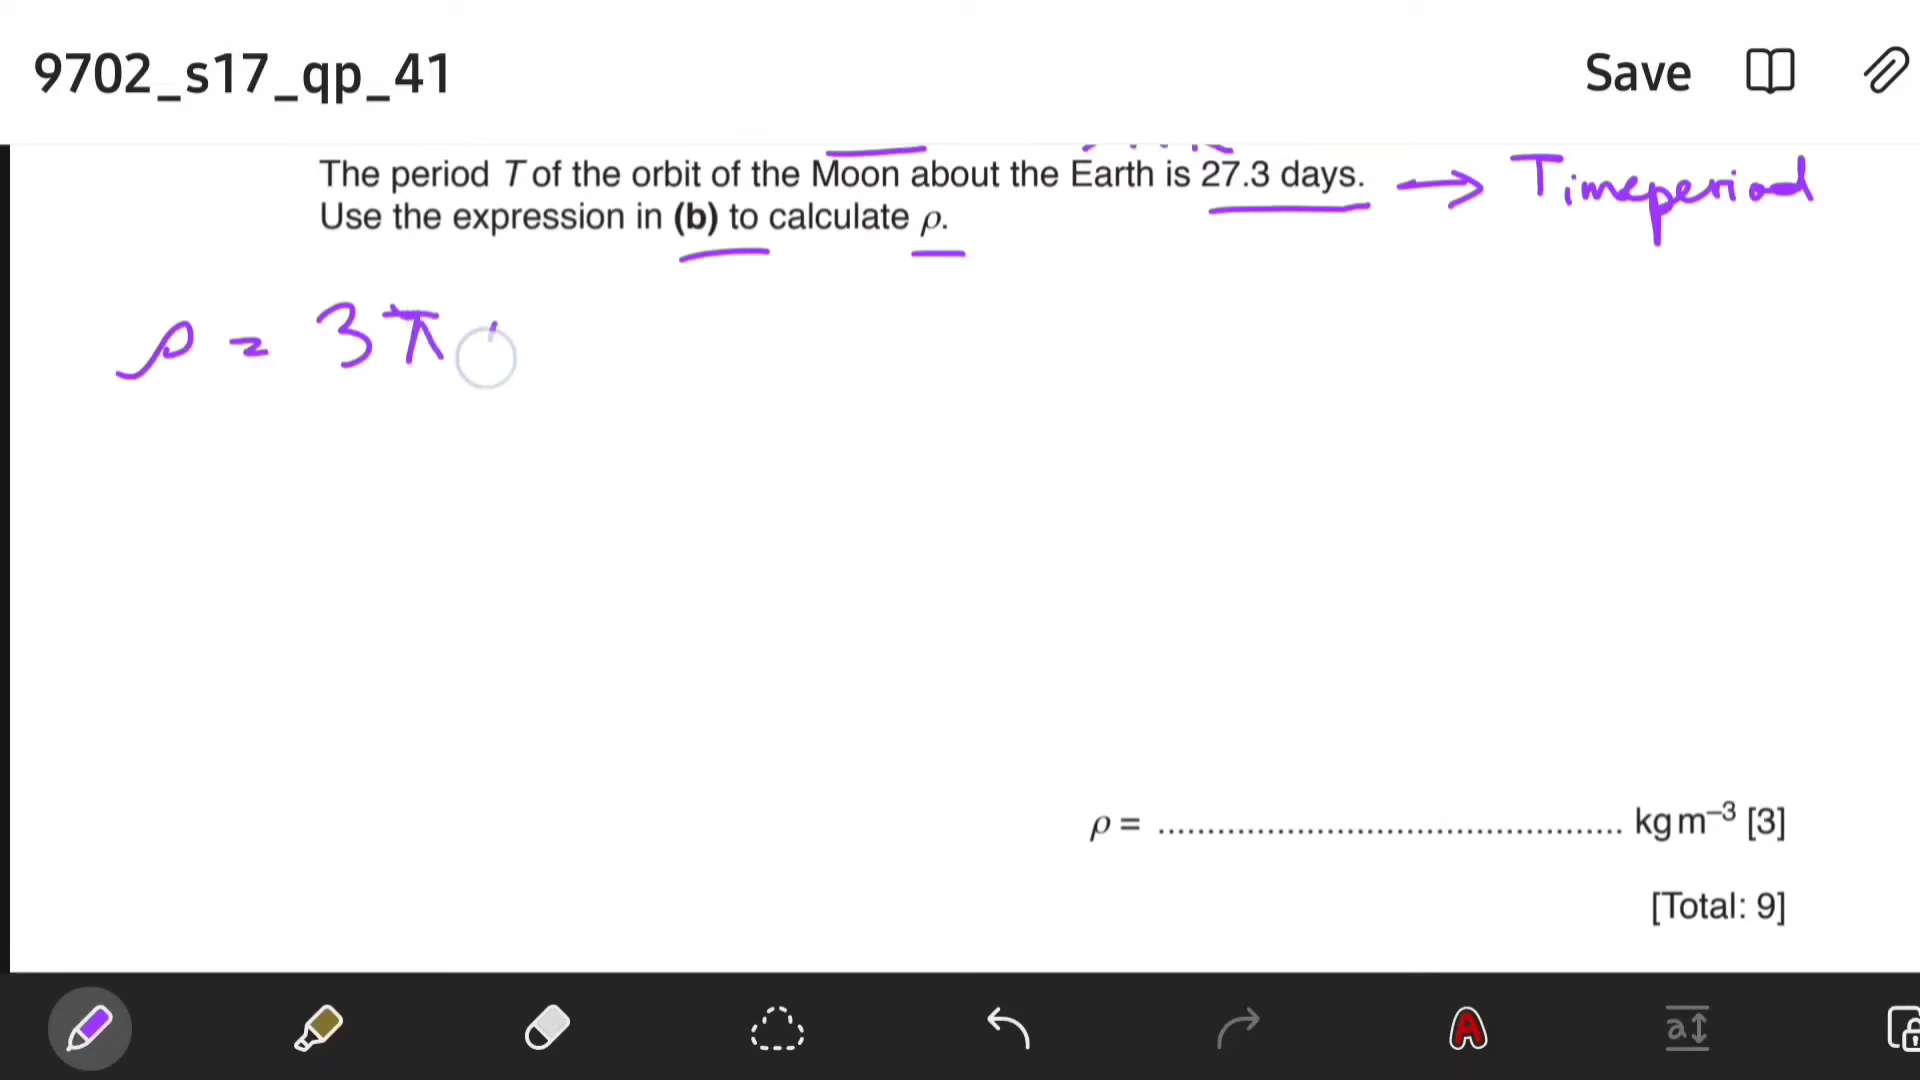 9702_s17_qp_41
Save
The period T of the orbit of the Moon about the Earth is 27.3 days. → Timeperiod
Use the expression in (b) to calculate ρ.
ρ = 3π
ρ = ............................................... kg m⁻³ [3]
[Total: 9]
A
a